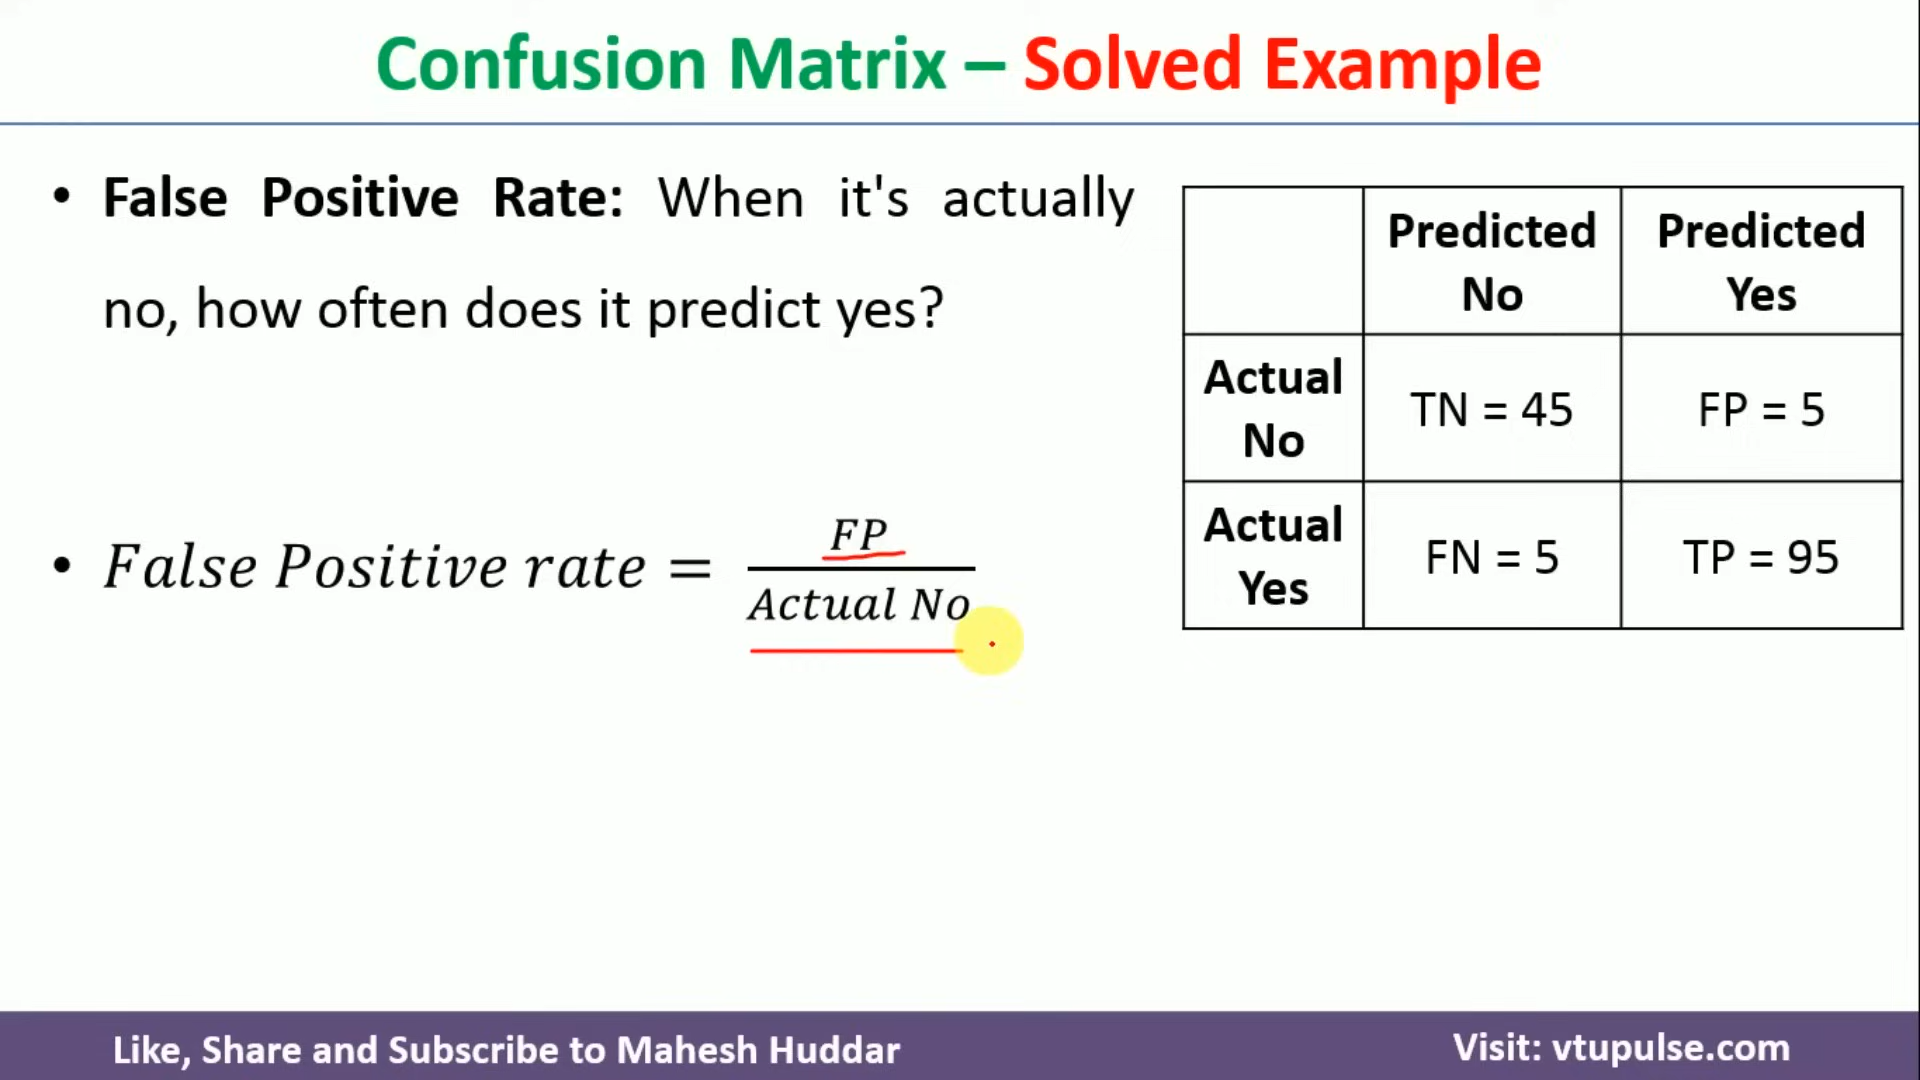 Confusion Matrix – Solved Example
• False Positive Rate: When it's actually
no, how often does it predict yes?
• False Positive rate = FP
Actual No
Predicted No
Predicted Yes
Actual No
TN = 45
FP = 5
Actual Yes
FN = 5
TP = 95
Like, Share and Subscribe to Mahesh Huddar
Visit: vtupulse.com